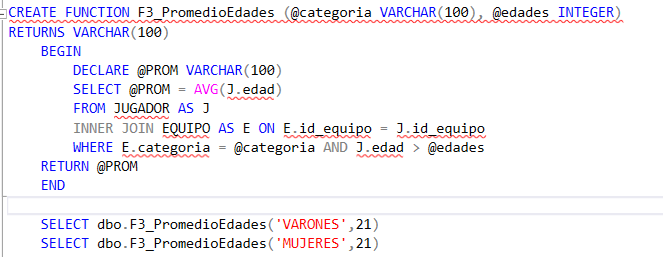 CREATE FUNCTION F3_PromedioEdades (@categoria VARCHAR(100), @edades INTEGER)
RETURNS VARCHAR(100)
BEGIN
DECLARE @PROM VARCHAR(100)
SELECT @PROM = AVG(J.edad)
FROM JUGADOR AS J
INNER JOIN EQUIPO AS E ON E.id_equipo = J.id_equipo
WHERE E.categoria = @categoria AND J.edad > @edades
RETURN @PROM
END
SELECT dbo.F3_PromedioEdades('VARONES',21)
SELECT dbo.F3_PromedioEdades('MUJERES',21)